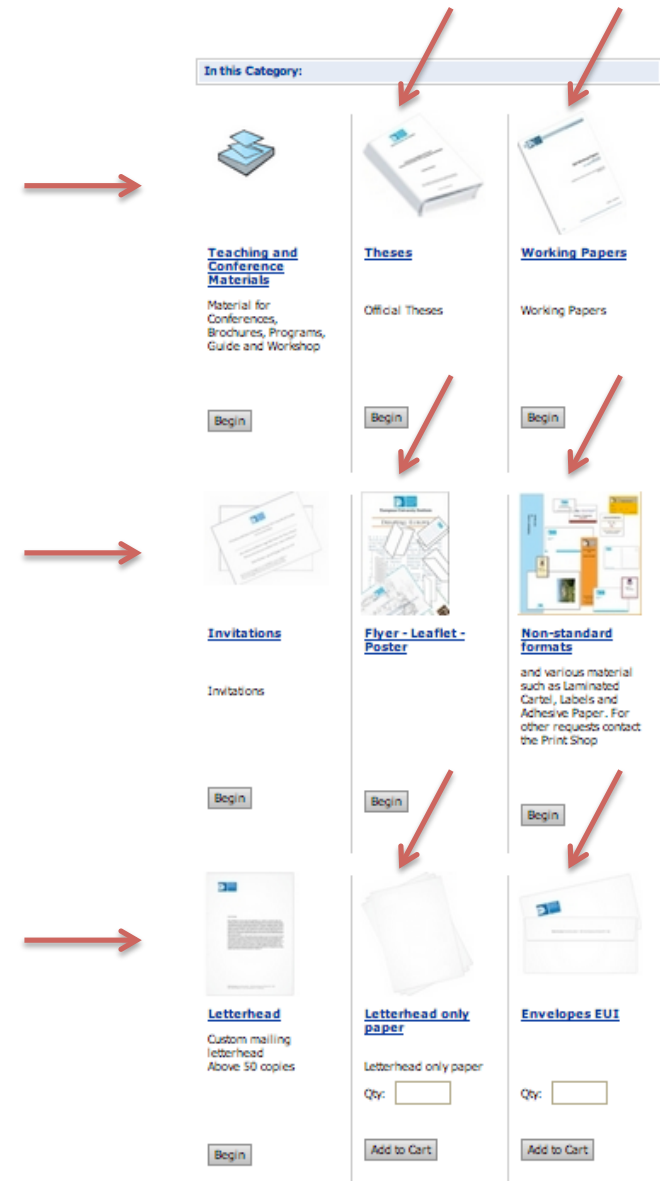 In this Category:
Teaching and
Conference
Materials
Material for
Conferences,
Brochures, Programs,
Guide and Workshop
Begin
Theses
Official Theses
Begin
Working Papers
Working Papers
Begin
Invitations
Invitations
Begin
Flyer - Leaflet -
Poster
Begin
Non-standard
formats
and various material
such as Laminated
Cartel, Labels and
Adhesive Paper. For
other requests contact
the Print Shop
Begin
Letterhead
Custom mailing
letterhead
Above 50 copies
Begin
Letterhead only
paper
Letterhead only paper
Qty:
Add to Cart
Envelopes EUI
Qty:
Add to Cart